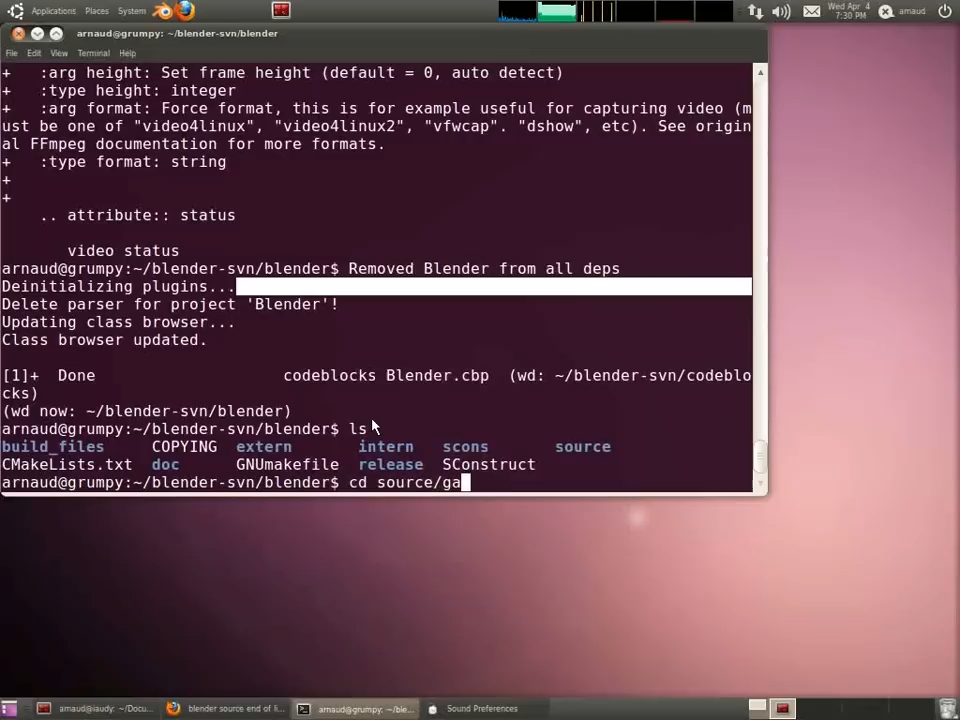 Applications Places System
Wed Apr 4
7:30 PM
arnaud
arnaud@grumpy: ~/blender-svn/blender
File Edit View Terminal Help
+   :arg height: Set frame height (default = 0, auto detect)
+   :type height: integer
+   :arg format: Force format, this is for example useful for capturing video (m
ust be one of "video4linux", "video4linux2", "vfwcap". "dshow", etc). See origin
al FFmpeg documentation for more formats.
+   :type format: string
+
+
.. attribute:: status
video status
arnaud@grumpy:~/blender-svn/blender$ Removed Blender from all deps
Deinitializing plugins...
Delete parser for project 'Blender'!
Updating class browser...
Class browser updated.
[1]+  Done                    codeblocks Blender.cbp  (wd: ~/blender-svn/codeblo
cks)
(wd now: ~/blender-svn/blender)
arnaud@grumpy:~/blender-svn/blender$ ls
build_files     COPYING  extern       intern   scons       source
CMakeLists.txt  doc      GNUmakefile  release  SConstruct
arnaud@grumpy:~/blender-svn/blender$ cd source/ga
arnaud@iaudy: ~/Docu... blender source end of li... arnaud@grumpy: ~/ble... Sound Preferences